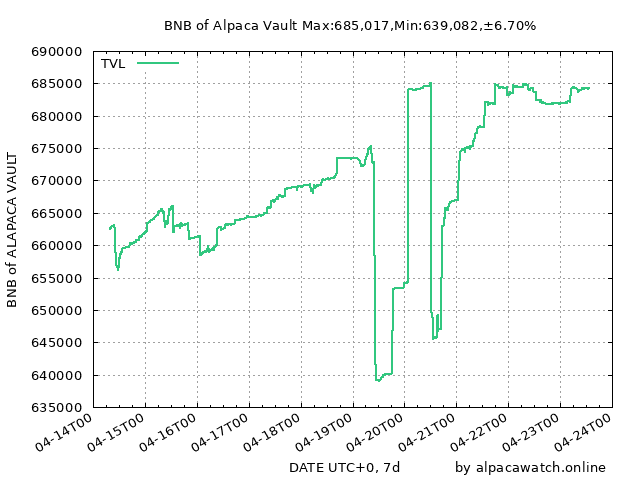 BNB of Alpaca Vault Max:685,017,Min:639,082,±6.70%
TVL
BNB of ALAPACA VAULT
690000
685000
680000
675000
670000
665000
660000
655000
650000
645000
640000
635000
04-14T00
04-15T00
04-16T00
04-17T00
04-18T00
04-19T00
04-20T00
04-21T00
04-22T00
04-23T00
04-24T00
DATE UTC+0, 7d
by alpacawatch.online